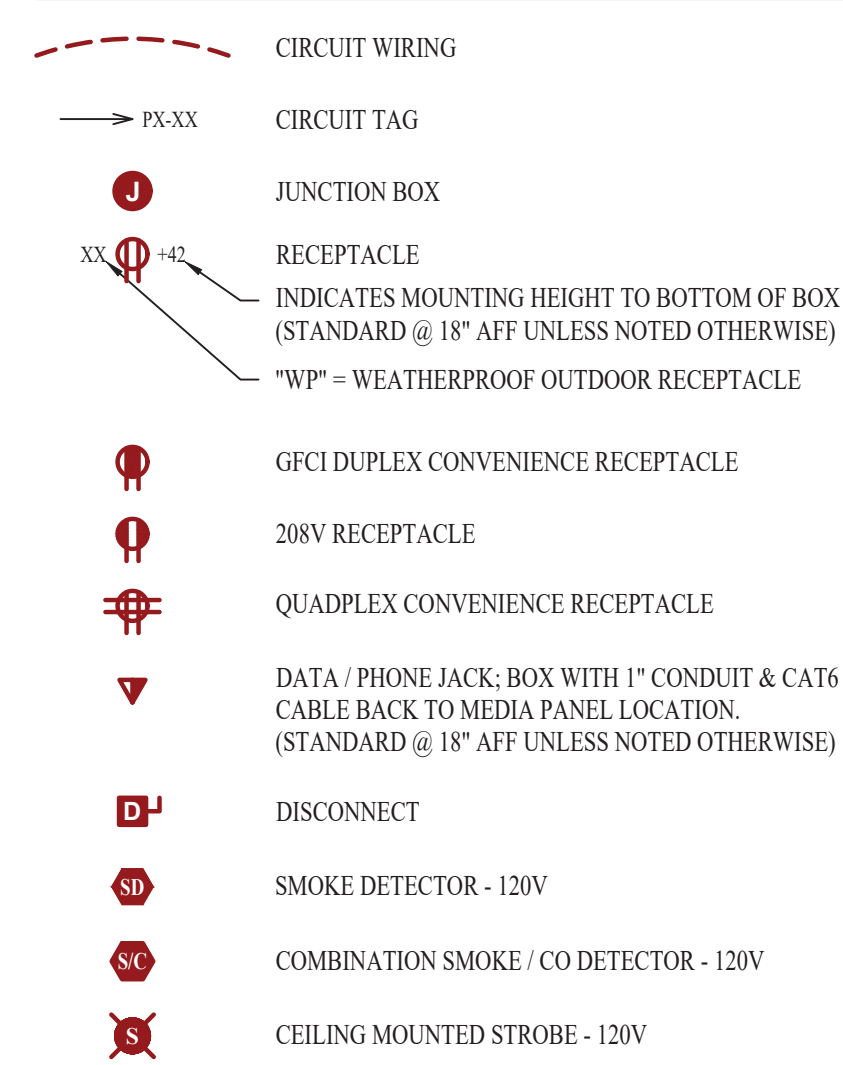 CIRCUIT WIRING
PX-XX CIRCUIT TAG
J JUNCTION BOX
XX +42 RECEPTACLE
INDICATES MOUNTING HEIGHT TO BOTTOM OF BOX
(STANDARD @ 18" AFF UNLESS NOTED OTHERWISE)
"WP" = WEATHERPROOF OUTDOOR RECEPTACLE
GFCI DUPLEX CONVENIENCE RECEPTACLE
208V RECEPTACLE
QUADPLEX CONVENIENCE RECEPTACLE
DATA / PHONE JACK; BOX WITH 1" CONDUIT & CAT6
CABLE BACK TO MEDIA PANEL LOCATION.
(STANDARD @ 18" AFF UNLESS NOTED OTHERWISE)
D DISCONNECT
SD SMOKE DETECTOR - 120V
S/C COMBINATION SMOKE / CO DETECTOR - 120V
S CEILING MOUNTED STROBE - 120V